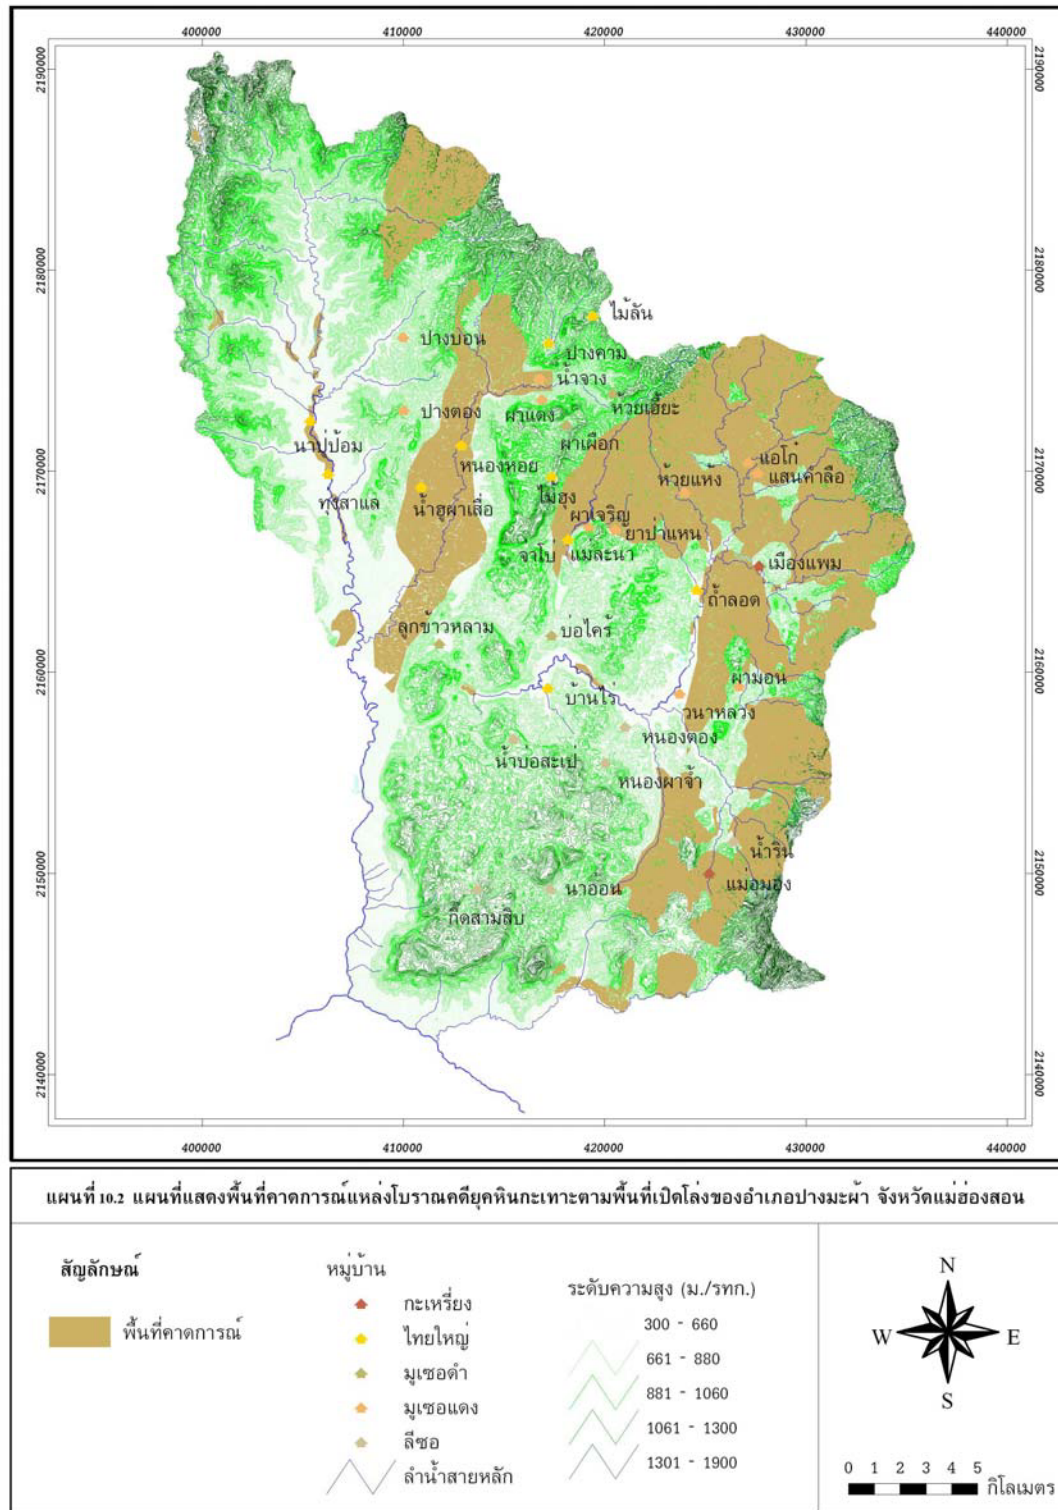 400000 410000 420000 430000 440000
2190000 2190000
2180000 2180000
ไม้ลัน
ปางบอน
ปางคาม
น้ำจาง
ห้วยเฮี้ยะ
ปางตอง
ผาแดง
ผาเผือก
นาปู่ป้อม
หนองหอย
แอโก๋
2170000 2170000
แสนคำลือ
ห้วยแห้ง
ไม้ฮุง
ทุ่งสาแล
น้ำฮูผาเสื่อ
ผาเจริญ
ยาป่าแหน
จ่าโบ่
แม่ละนา
เมืองแพม
ถ้ำลอด
ลูกข้าวหลาม
บ่อไคร้
2160000 2160000
ผามอน
บ้านไร่
วนาหลวง
หนองตอง
น้ำบ่อสะเป่
หนองผาจ้ำ
น้ำริน
2150000 2150000
แม่อูมอง
นาอ่อน
กึ้ดสามสิบ
2140000 2140000
400000 410000 420000 430000 440000
แผนที่ 10.2 แผนที่แสดงพื้นที่คาดการณ์แหล่งโบราณคดียุคหินกะเทาะตามพื้นที่เปิดโล่งของอำเภอปางมะผ้า จังหวัดแม่ฮ่องสอน
สัญลักษณ์
พื้นที่คาดการณ์
หมู่บ้าน
กะเหรี่ยง
ไทยใหญ่
มูเซอดำ
มูเซอแดง
ลีซอ
ลำน้ำสายหลัก
ระดับความสูง (ม./รทก.)
300 - 660
661 - 880
881 - 1060
1061 - 1300
1301 - 1900
N
W E
S
0 1 2 3 4 5
กิโลเมตร